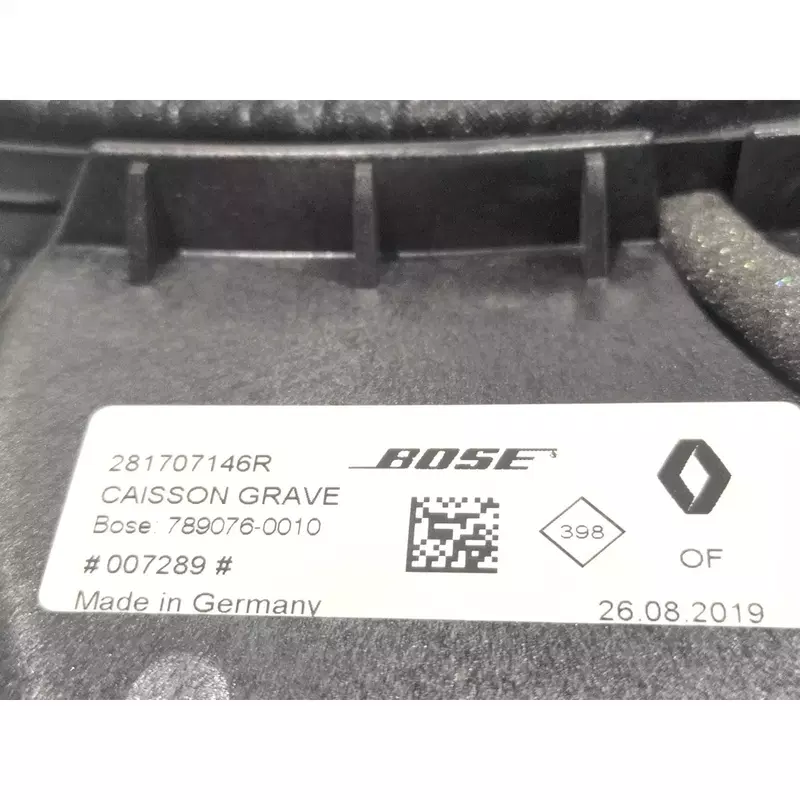 281707146R
BOSE
CAISSON GRAVE
Bose: 789076-0010
398
#007289#
OF
Made in Germany
26.08.2019